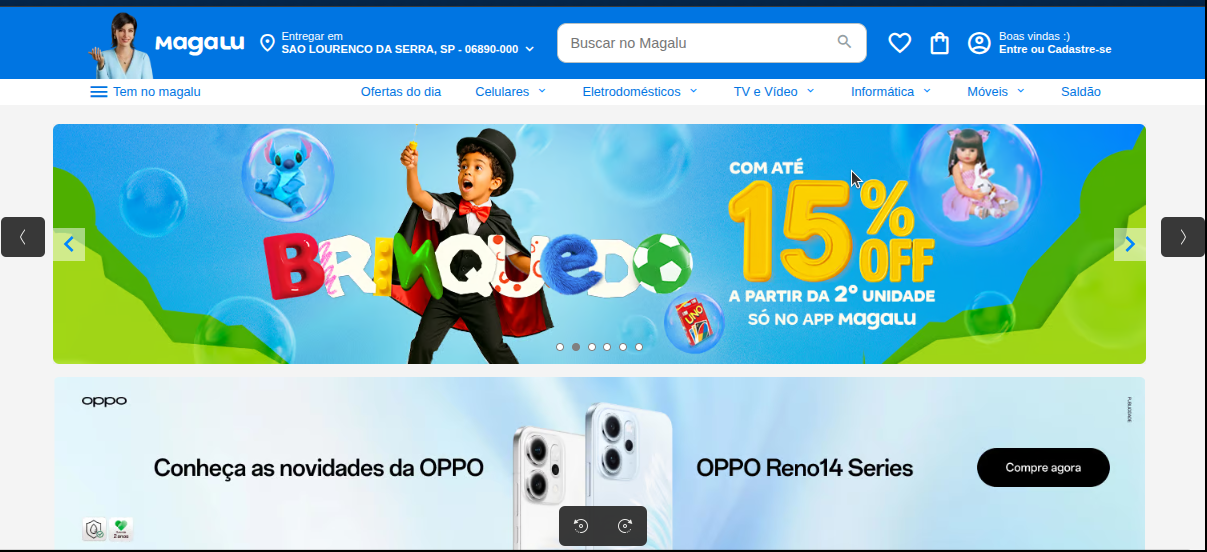 magalu
Entregar em
SAO LOURENCO DA SERRA, SP - 06890-000
Buscar no Magalu
Boas vindas :)
Entre ou Cadastre-se
Tem no magalu
Ofertas do dia
Celulares
Eletrodomésticos
TV e Vídeo
Informática
Móveis
Saldão
BRINQUEDO
COM ATÉ
15% OFF
A PARTIR DA 2º UNIDADE
SÓ NO APP magalu
UNO
oppo
PUBLICIDADE
Conheça as novidades da OPPO
OPPO Reno14 Series
Compre agora
2 anos